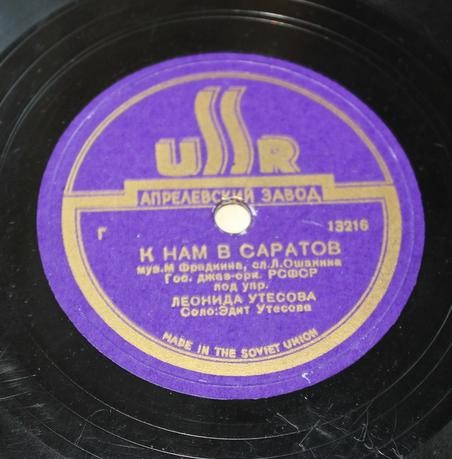 USSR
АПРЕЛЕВСКИЙ ЗАВОД
Г 13216
К НАМ В САРАТОВ
муз.М Фрадкина, сл.Л.Ошанина
Гос. джаз-орк. РСФСР
под упр.
ЛЕОНИДА УТЕСОВА
Соло:Эдит Утесова
MADE IN THE SOVIET UNION